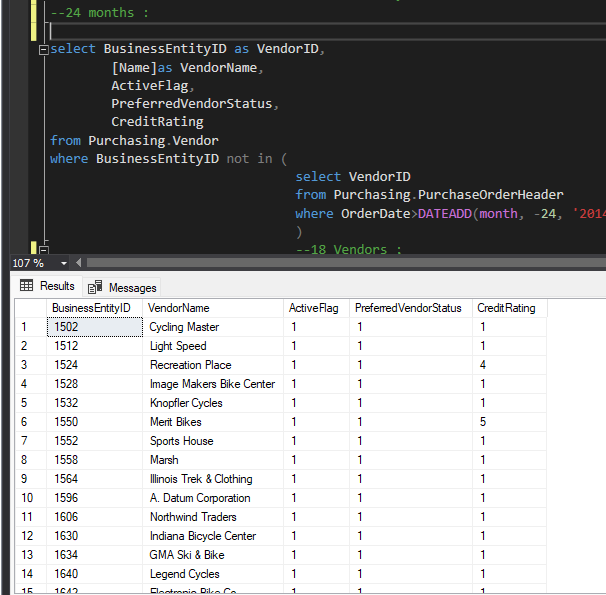 --24 months :
select BusinessEntityID as VendorID,
[Name]as VendorName,
ActiveFlag,
PreferredVendorStatus,
CreditRating
from Purchasing.Vendor
where BusinessEntityID not in (
select VendorID
from Purchasing.PurchaseOrderHeader
where OrderDate>DATEADD(month, -24, '2014
)
--18 Vendors :
107 %
Results Messages
BusinessEntityID VendorName ActiveFlag PreferredVendorStatus CreditRating
1 1502 Cycling Master 1 1 1
2 1512 Light Speed 1 1 1
3 1524 Recreation Place 1 1 4
4 1528 Image Makers Bike Center 1 1 1
5 1532 Knopfler Cycles 1 1 1
6 1550 Merit Bikes 1 1 5
7 1552 Sports House 1 1 1
8 1558 Marsh 1 1 1
9 1564 Illinois Trek & Clothing 1 1 1
10 1596 A. Datum Corporation 1 1 1
11 1606 Northwind Traders 1 1 1
12 1630 Indiana Bicycle Center 1 1 1
13 1634 GMA Ski & Bike 1 1 1
14 1640 Legend Cycles 1 1 1
15 1642 Electronic Bike Co 1 1 1